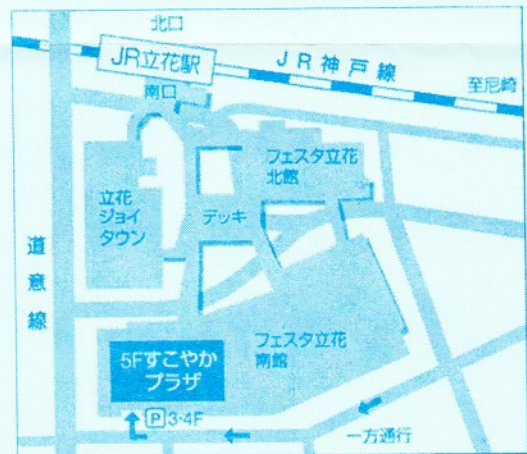 北口
JR立花駅
JR神戸線
至尼崎
南口
フェスタ立花
北館
立花
ジョイ
タウン
デッキ
道意線
フェスタ立花
南館
5Fすこやか
プラザ
P3・4F
一方通行